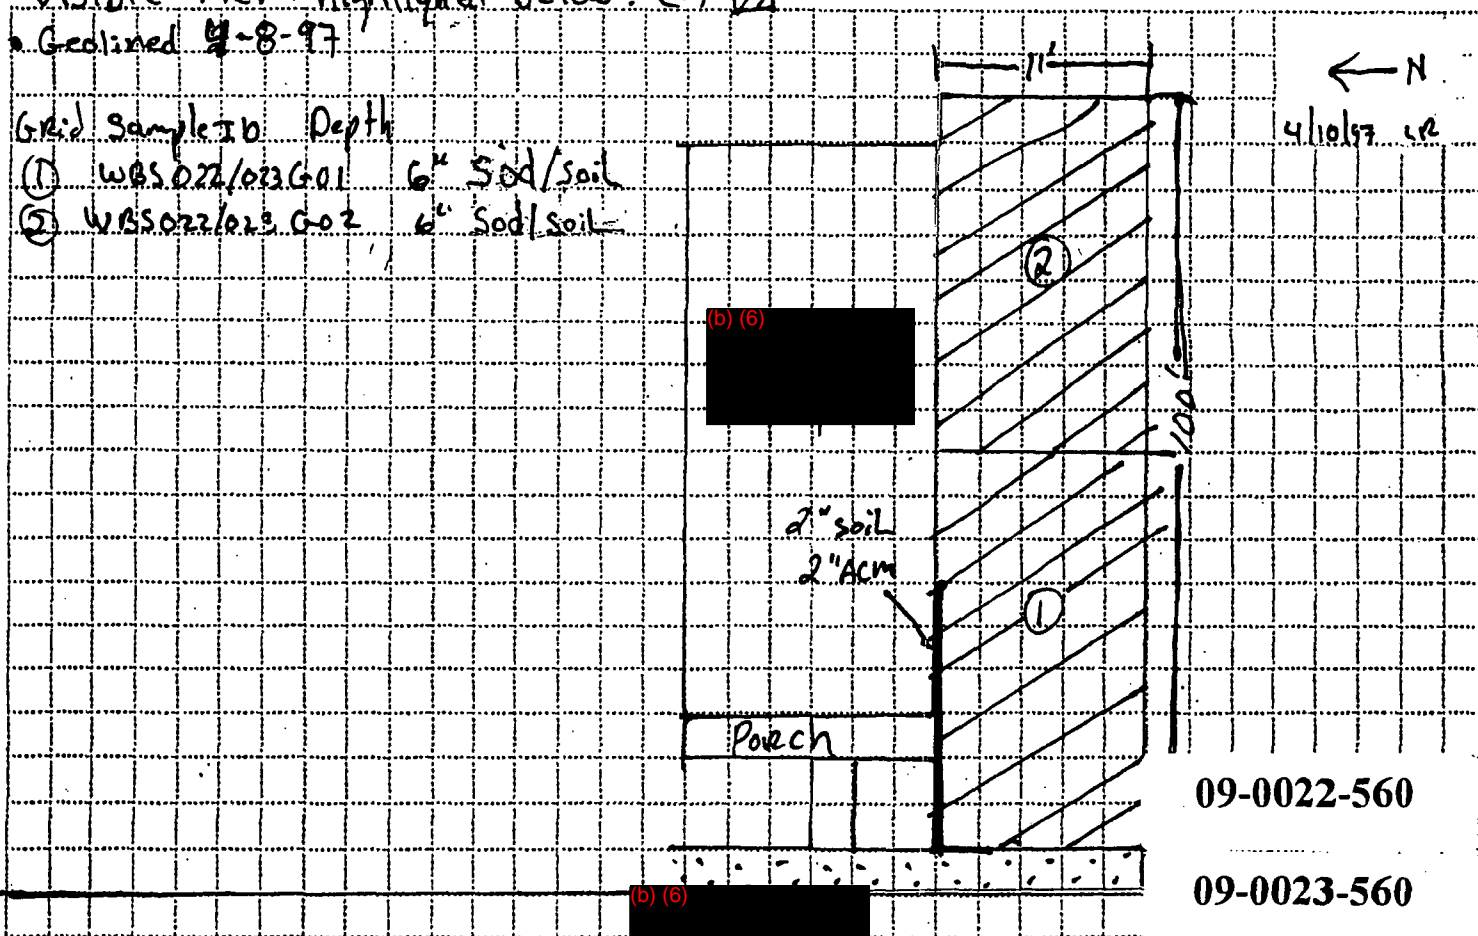 • Geolined 4-8-97
11'
← N
4/10/97
Grid Sample ID Depth
① WBS022/023G01 6" Sod/Soil
② WBS022/023G02 6" Sod/Soil
②
(b) (6)
100'
2" soil
2" ACM
①
Porch
09-0022-560
09-0023-560
(b) (6)